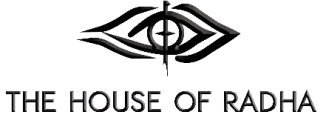 THE HOUSE OF RADHA